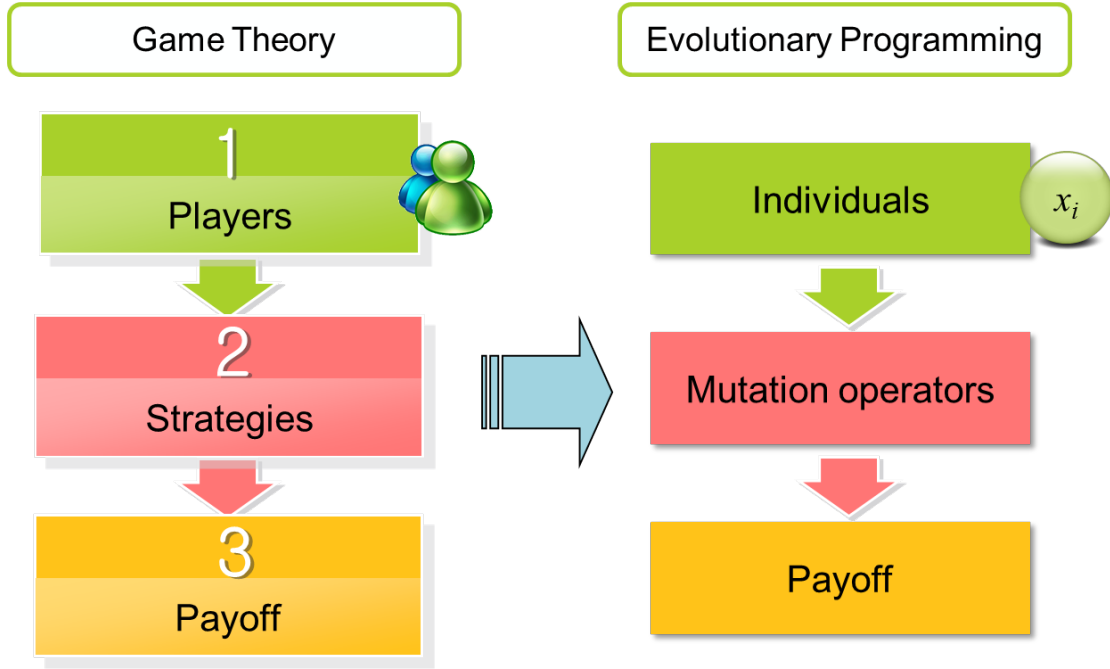 Game Theory
1
Players
2
Strategies
3
Payoff
Evolutionary Programming
Individuals
x_i
Mutation operators
Payoff